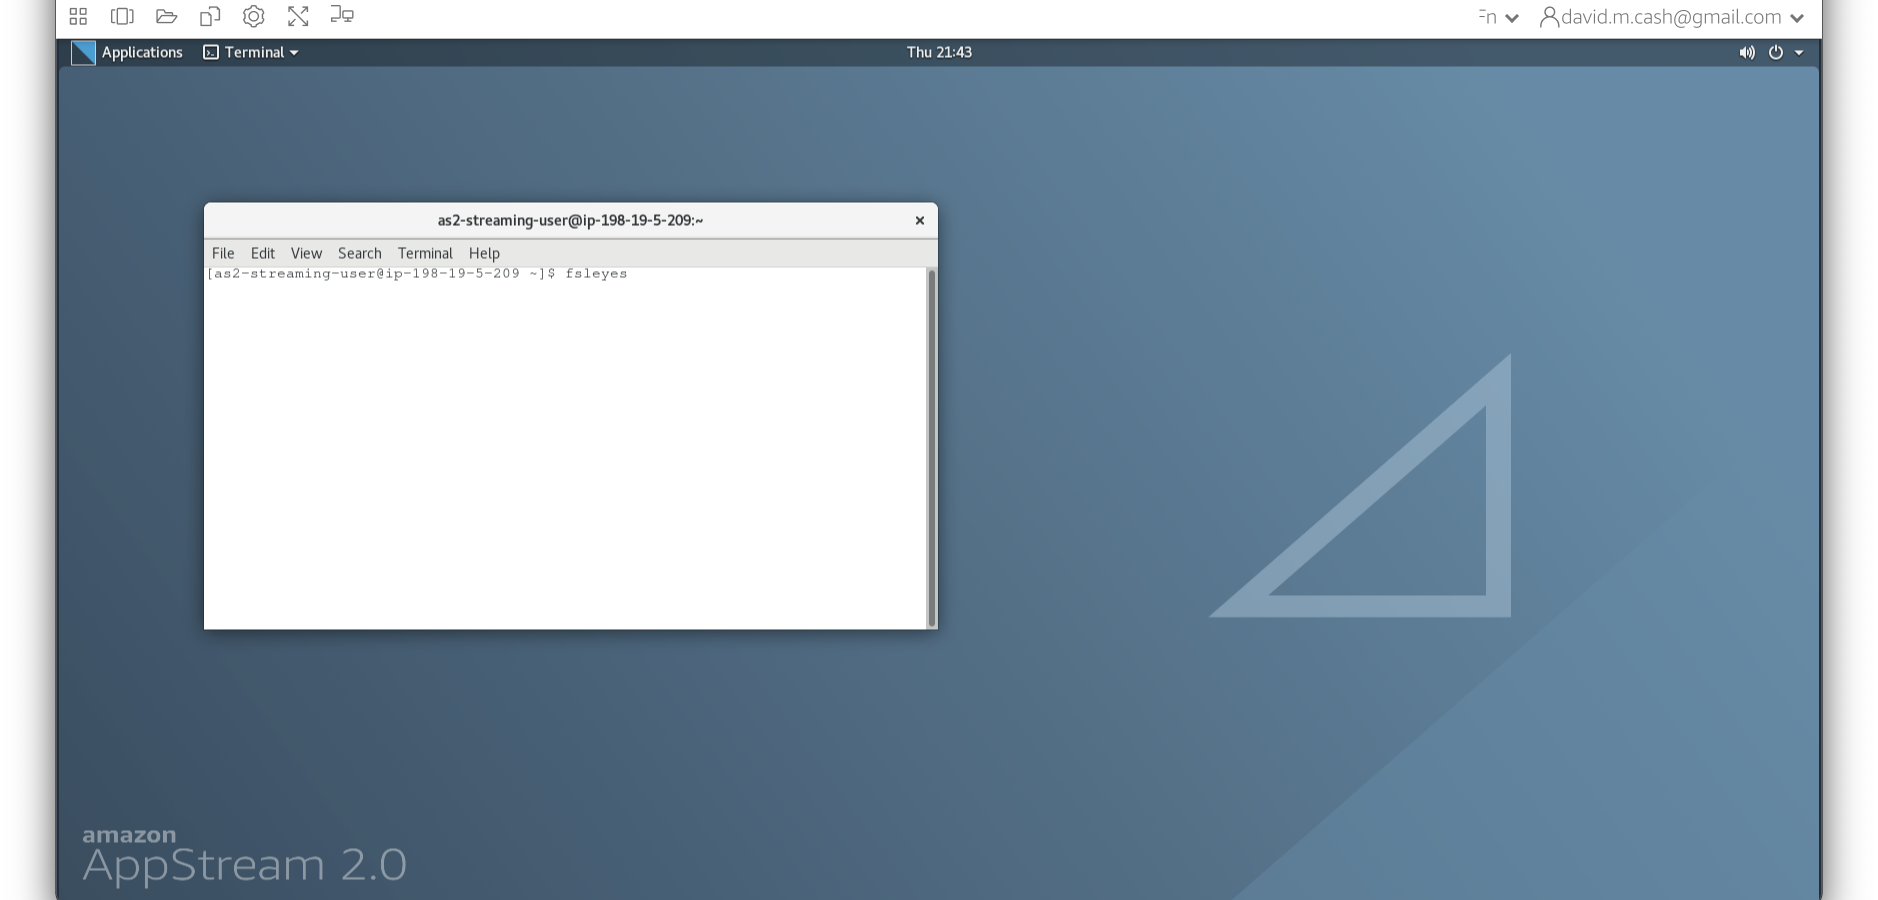 Fn david.m.cash@gmail.com
Applications Terminal Thu 21:43
as2-streaming-user@ip-198-19-5-209:~
File Edit View Search Terminal Help
[as2-streaming-user@ip-198-19-5-209 ~]$ fsleyes
amazon
AppStream 2.0